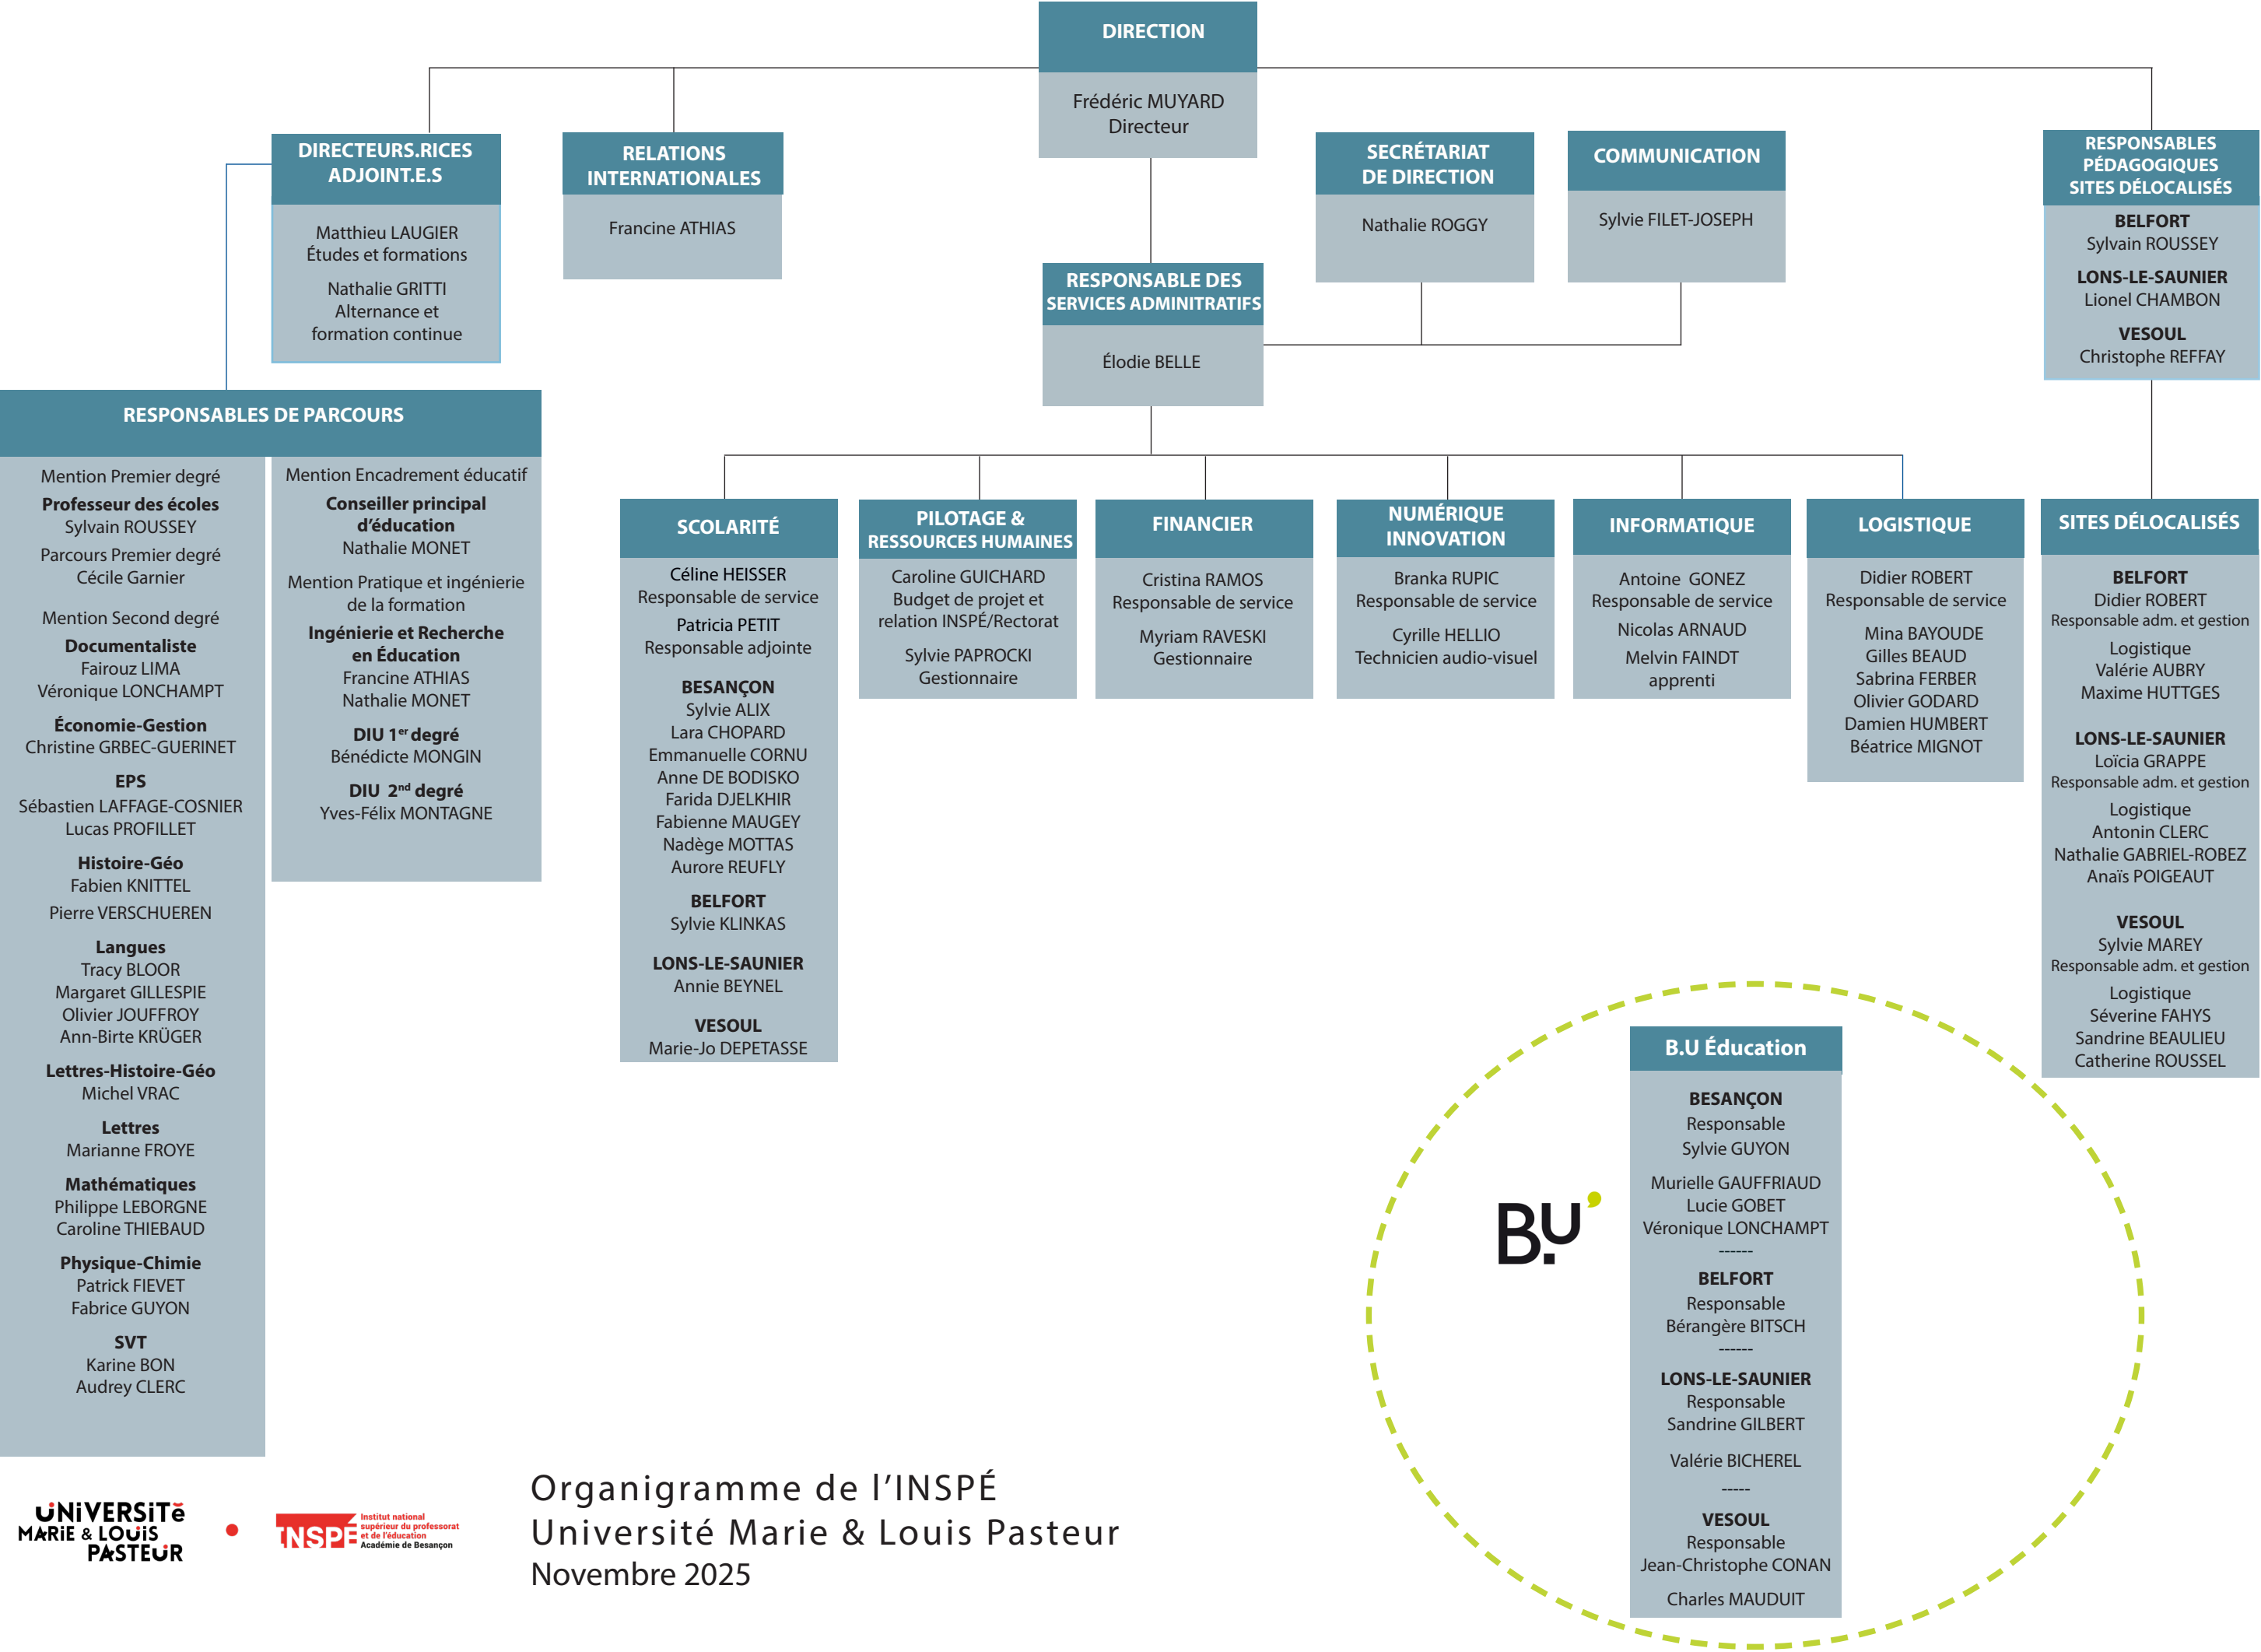 DIRECTION
Frédéric MUYARD
Directeur
DIRECTEURS.RICES
ADJOINT.E.S
Matthieu LAUGIER
Études et formations
Nathalie GRITTI
Alternance et
formation continue
RELATIONS
INTERNATIONALES
Francine ATHIAS
SECRÉTARIAT
DE DIRECTION
Nathalie ROGGY
COMMUNICATION
Sylvie FILET-JOSEPH
RESPONSABLES
PÉDAGOGIQUES
SITES DÉLOCALISÉS
BELFORT
Sylvain ROUSSEY
LONS-LE-SAUNIER
Lionel CHAMBON
VESOUL
Christophe REFFAY
RESPONSABLE DES
SERVICES ADMINITRATIFS
Élodie BELLE
RESPONSABLES DE PARCOURS
Mention Premier degré
Professeur des écoles
Sylvain ROUSSEY
Parcours Premier degré
Cécile Garnier
Mention Second degré
Documentaliste
Fairouz LIMA
Véronique LONCHAMPT
Économie-Gestion
Christine GRBEC-GUERINET
EPS
Sébastien LAFFAGE-COSNIER
Lucas PROFILLET
Histoire-Géo
Fabien KNITTEL
Pierre VERSCHUEREN
Langues
Tracy BLOOR
Margaret GILLESPIE
Olivier JOUFFROY
Ann-Birte KRÜGER
Lettres-Histoire-Géo
Michel VRAC
Lettres
Marianne FROYE
Mathématiques
Philippe LEBORGNE
Caroline THIEBAUD
Physique-Chimie
Patrick FIEVET
Fabrice GUYON
SVT
Karine BON
Audrey CLERC
Mention Encadrement éducatif
Conseiller principal
d'éducation
Nathalie MONET
Mention Pratique et ingénierie
de la formation
Ingénierie et Recherche
en Éducation
Francine ATHIAS
Nathalie MONET
DIU 1er degré
Bénédicte MONGIN
DIU 2nd degré
Yves-Félix MONTAGNE
SCOLARITÉ
Céline HEISSER
Responsable de service
Patricia PETIT
Responsable adjointe
BESANÇON
Sylvie ALIX
Lara CHOPARD
Emmanuelle CORNU
Anne DE BODISKO
Farida DJELKHIR
Fabienne MAUGEY
Nadège MOTTAS
Aurore REUFLY
BELFORT
Sylvie KLINKAS
LONS-LE-SAUNIER
Annie BEYNEL
VESOUL
Marie-Jo DEPETASSE
PILOTAGE &
RESSOURCES HUMAINES
Caroline GUICHARD
Budget de projet et
relation INSPÉ/Rectorat
Sylvie PAPROCKI
Gestionnaire
FINANCIER
Cristina RAMOS
Responsable de service
Myriam RAVESKI
Gestionnaire
NUMÉRIQUE
INNOVATION
Branka RUPIC
Responsable de service
Cyrille HELLIO
Technicien audio-visuel
INFORMATIQUE
Antoine GONEZ
Responsable de service
Nicolas ARNAUD
Melvin FAINDT
apprenti
LOGISTIQUE
Didier ROBERT
Responsable de service
Mina BAYOUDE
Gilles BEAUD
Sabrina FERBER
Olivier GODARD
Damien HUMBERT
Béatrice MIGNOT
SITES DÉLOCALISÉS
BELFORT
Didier ROBERT
Responsable adm. et gestion
Logistique
Valérie AUBRY
Maxime HUTTGES
LONS-LE-SAUNIER
Loïcia GRAPPE
Responsable adm. et gestion
Logistique
Antonin CLERC
Nathalie GABRIEL-ROBEZ
Anaïs POIGEAUT
VESOUL
Sylvie MAREY
Responsable adm. et gestion
Logistique
Séverine FAHYS
Sandrine BEAULIEU
Catherine ROUSSEL
B.U'
B.U Éducation
BESANÇON
Responsable
Sylvie GUYON
Murielle GAUFFRIAUD
Lucie GOBET
Véronique LONCHAMPT
------
BELFORT
Responsable
Bérangère BITSCH
------
LONS-LE-SAUNIER
Responsable
Sandrine GILBERT
Valérie BICHEREL
-----
VESOUL
Responsable
Jean-Christophe CONAN
Charles MAUDUIT
UNIVERSITÉ
MARIE & LOUIS
PASTEUR
INSPÉ
Institut national
supérieur du professorat
et de l'éducation
Académie de Besançon
Organigramme de l'INSPÉ
Université Marie & Louis Pasteur
Novembre 2025